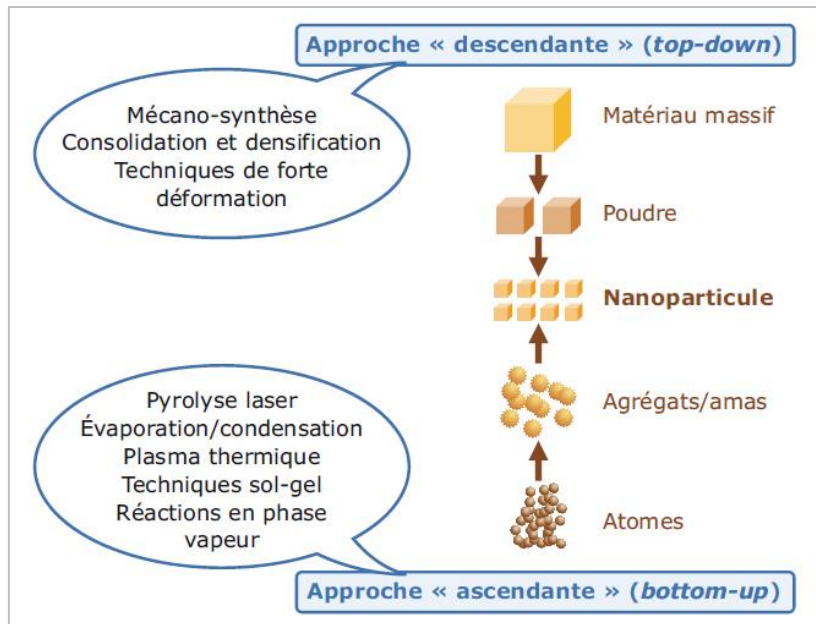 Approche « descendante » (top-down)
Mécano-synthèse
Consolidation et densification
Techniques de forte
déformation
Matériau massif
Poudre
Nanoparticule
Agrégats/amas
Atomes
Pyrolyse laser
Évaporation/condensation
Plasma thermique
Techniques sol-gel
Réactions en phase
vapeur
Approche « ascendante » (bottom-up)